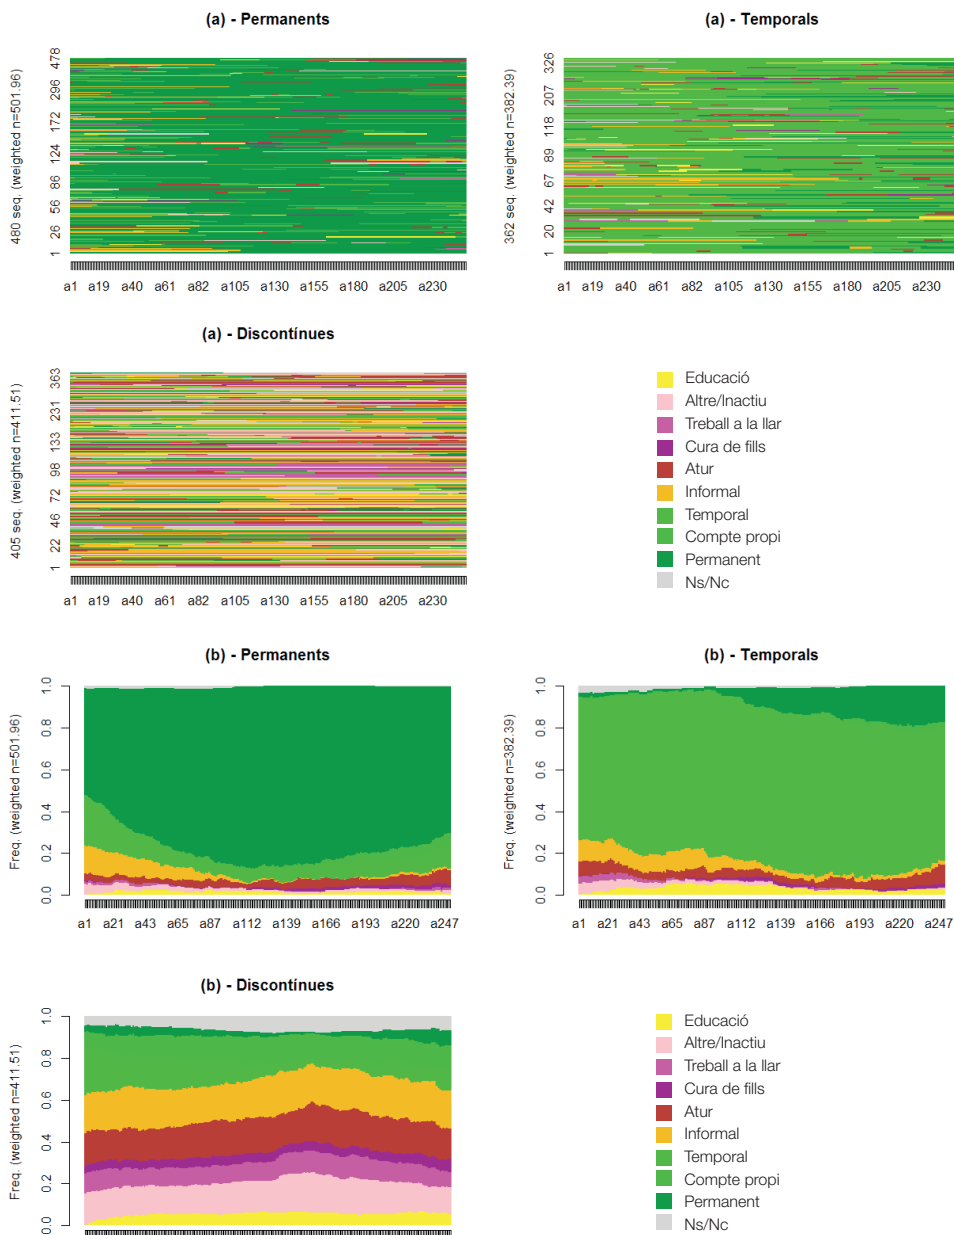 (a) - Permanents
480 seq. (weighted n=501.96)
1 26 56 86 124 172 296 478
a1 a19 a40 a61 a82 a105 a130 a155 a180 a205 a230
(a) - Temporals
362 seq. (weighted n=382.39)
1 20 42 67 89 118 207 326
a1 a19 a40 a61 a82 a105 a130 a155 a180 a205 a230
(a) - Discontínues
405 seq. (weighted n=411.51)
1 22 46 72 98 133 231 363
a1 a19 a40 a61 a82 a105 a130 a155 a180 a205 a230
Educació
Altre/Inactiu
Treball a la llar
Cura de fills
Atur
Informal
Temporal
Compte propi
Permanent
Ns/Nc
(b) - Permanents
Freq. (weighted n=501.96)
0.0 0.2 0.4 0.6 0.8 1.0
a1 a21 a43 a65 a87 a112 a139 a166 a193 a220 a247
(b) - Temporals
Freq. (weighted n=382.39)
0.0 0.2 0.4 0.6 0.8 1.0
a1 a21 a43 a65 a87 a112 a139 a166 a193 a220 a247
(b) - Discontínues
Freq. (weighted n=411.51)
0.0 0.2 0.4 0.6 0.8 1.0
Educació
Altre/Inactiu
Treball a la llar
Cura de fills
Atur
Informal
Temporal
Compte propi
Permanent
Ns/Nc